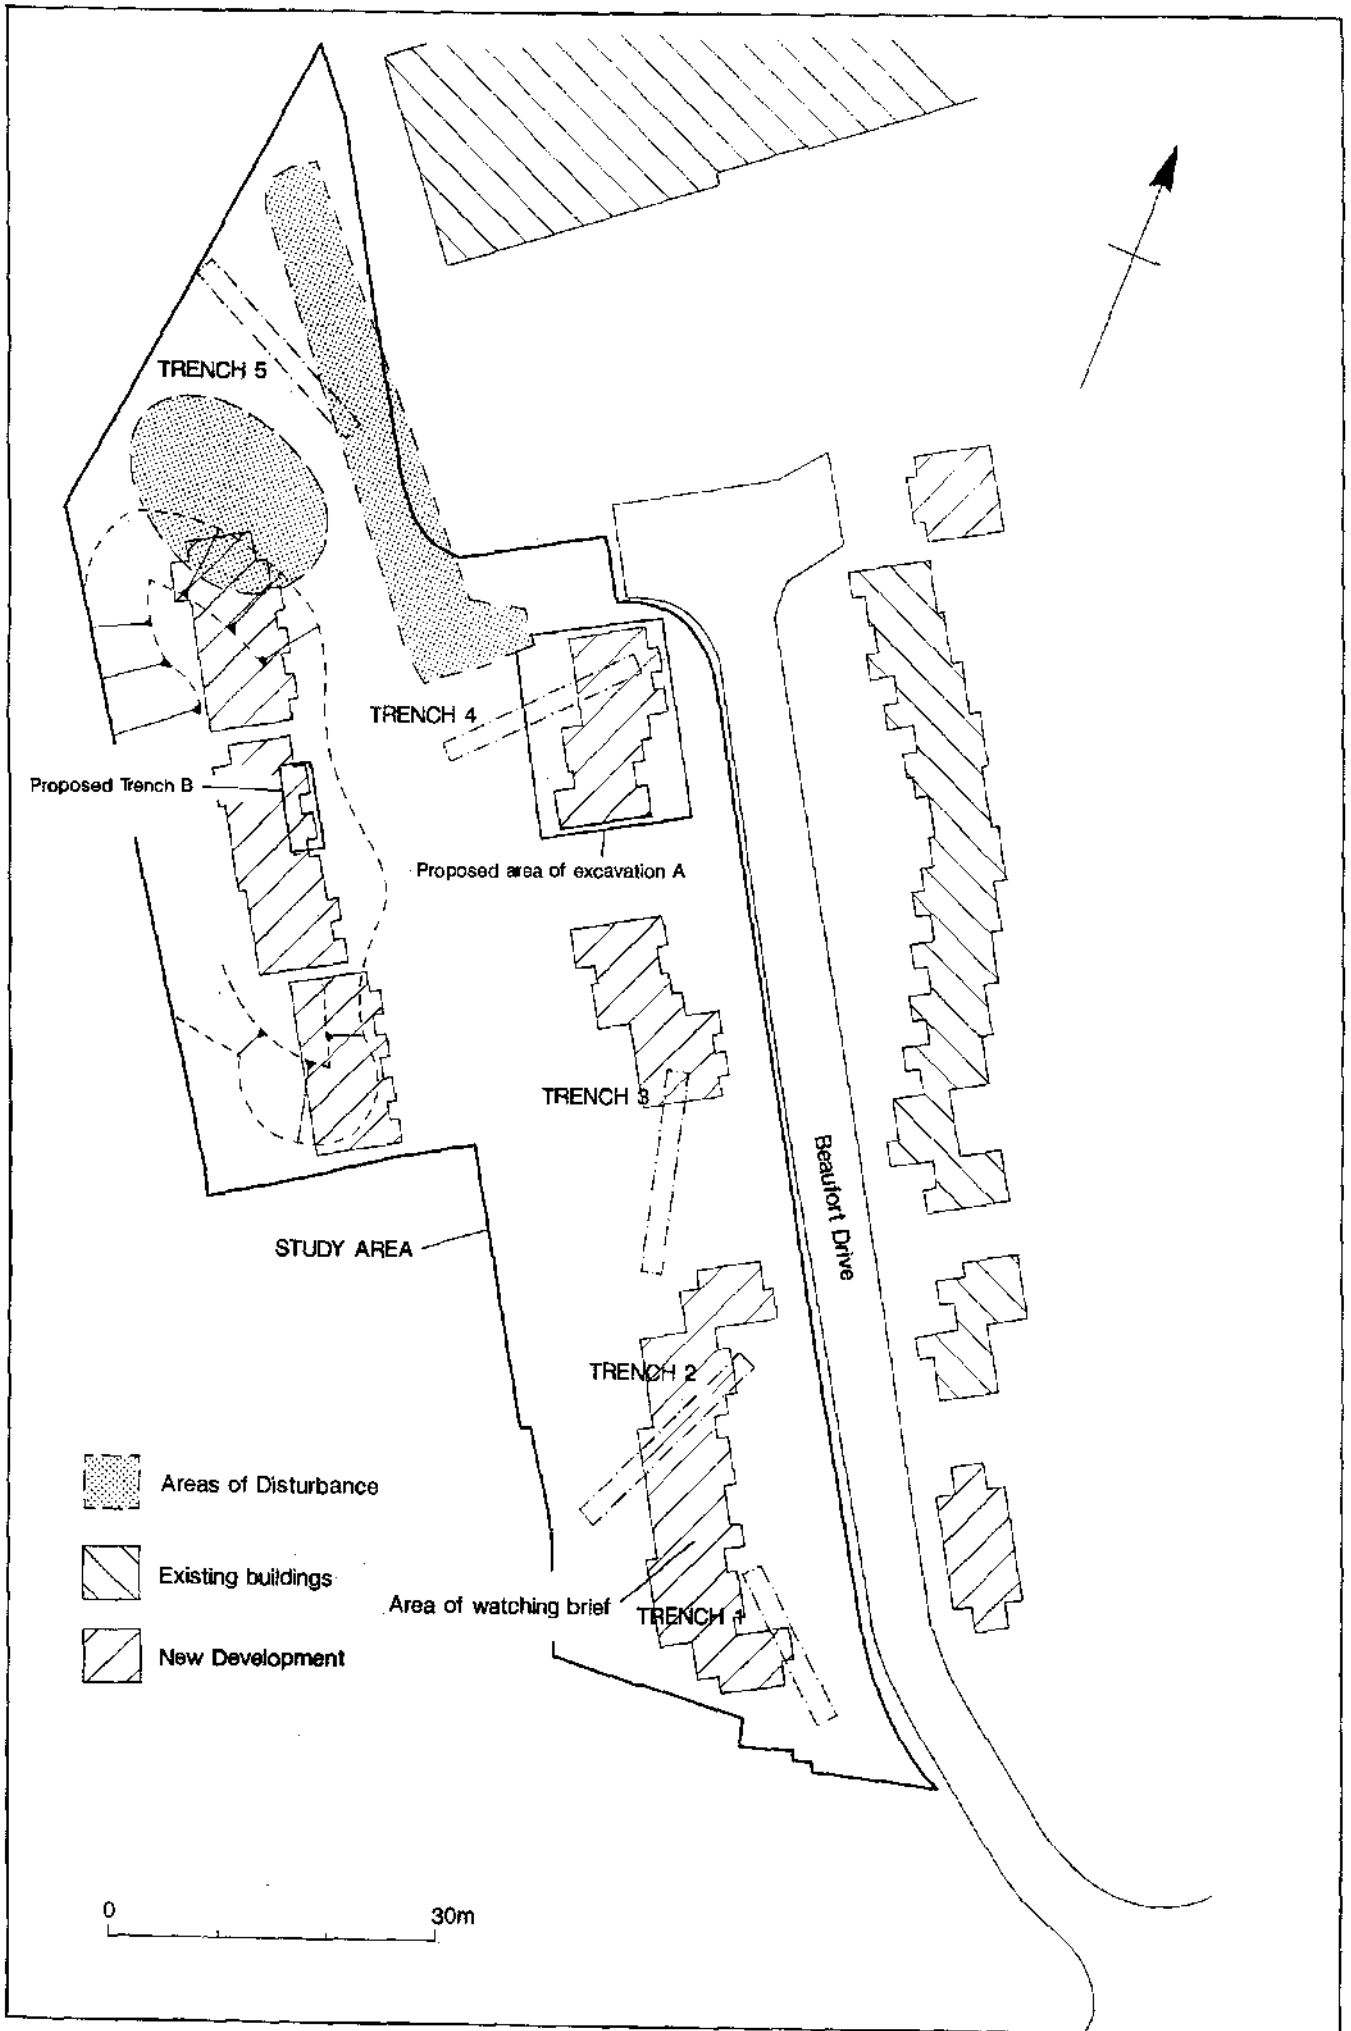 TRENCH 5
TRENCH 4
Proposed Trench B
Proposed area of excavation A
TRENCH 3
Beaufort Drive
STUDY AREA
TRENCH 2
Areas of Disturbance
Existing buildings
Area of watching brief
TRENCH 1
New Development
0
30m